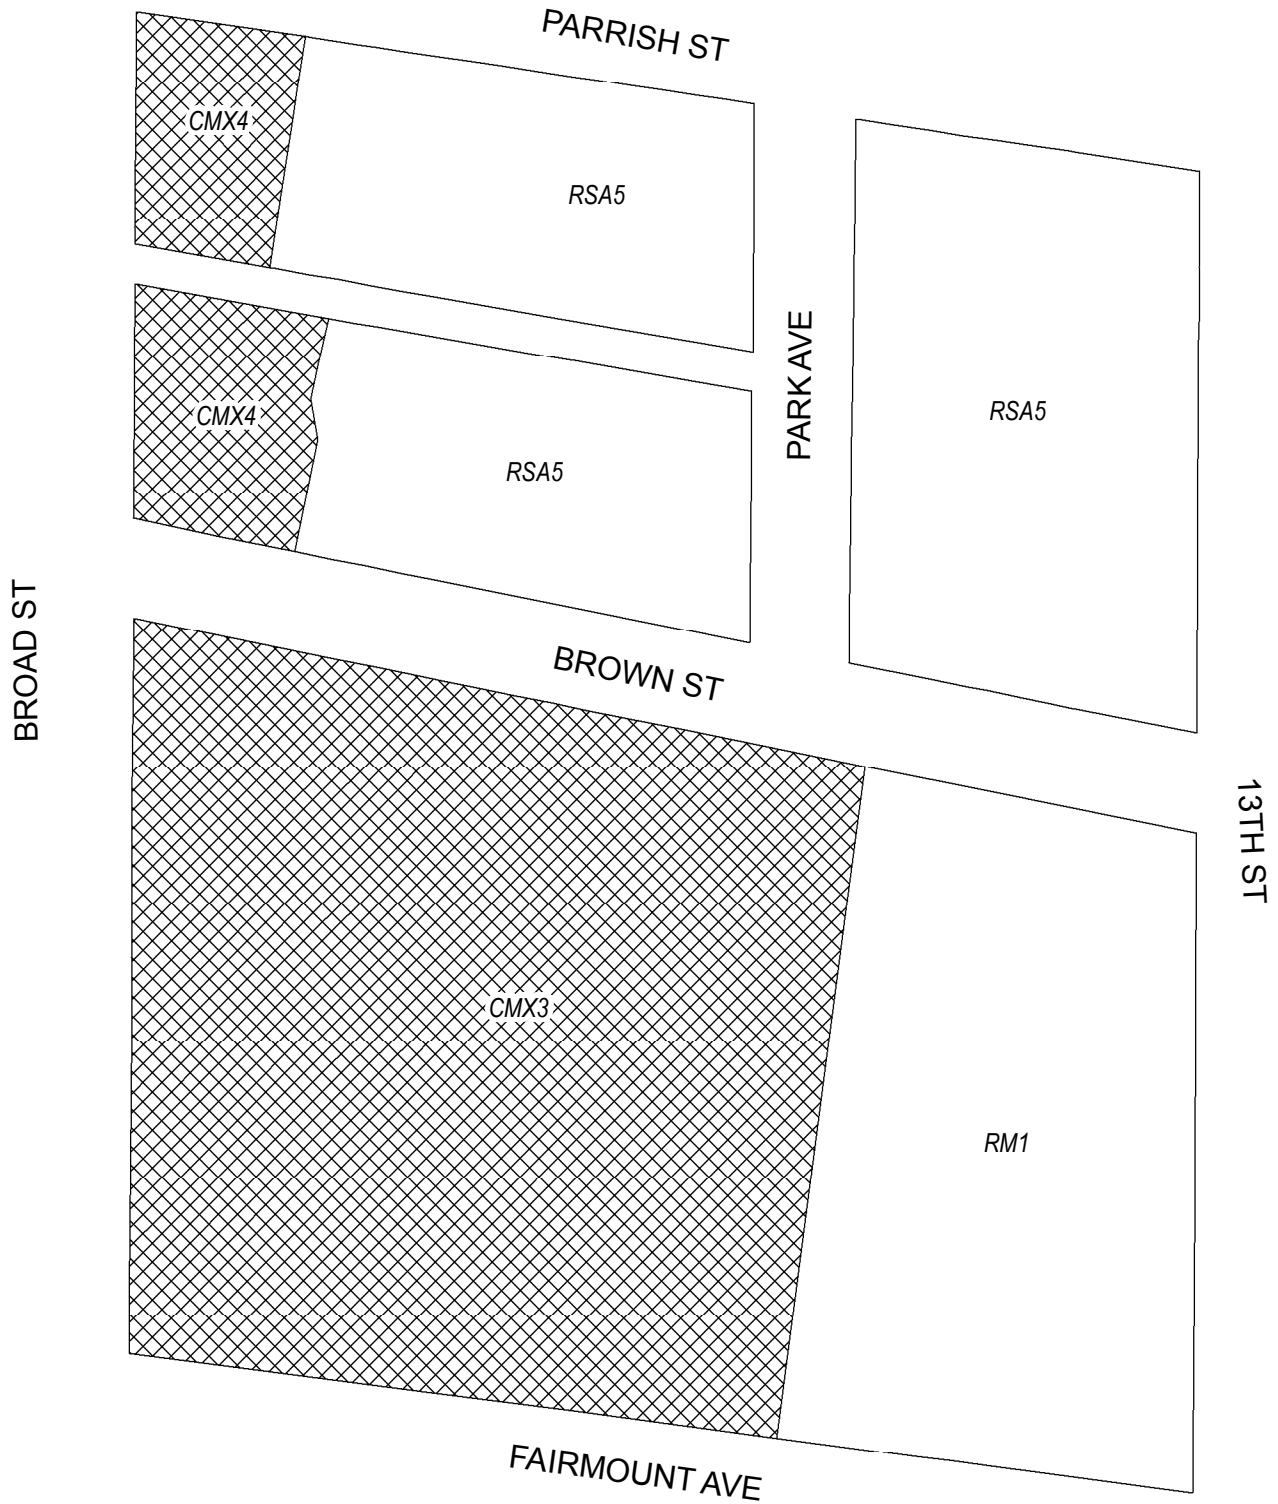 PARRISH ST
CMX4
RSA5
PARK AVE
CMX4
RSA5
RSA5
BROAD ST
BROWN ST
13TH ST
CMX3
RM1
FAIRMOUNT AVE